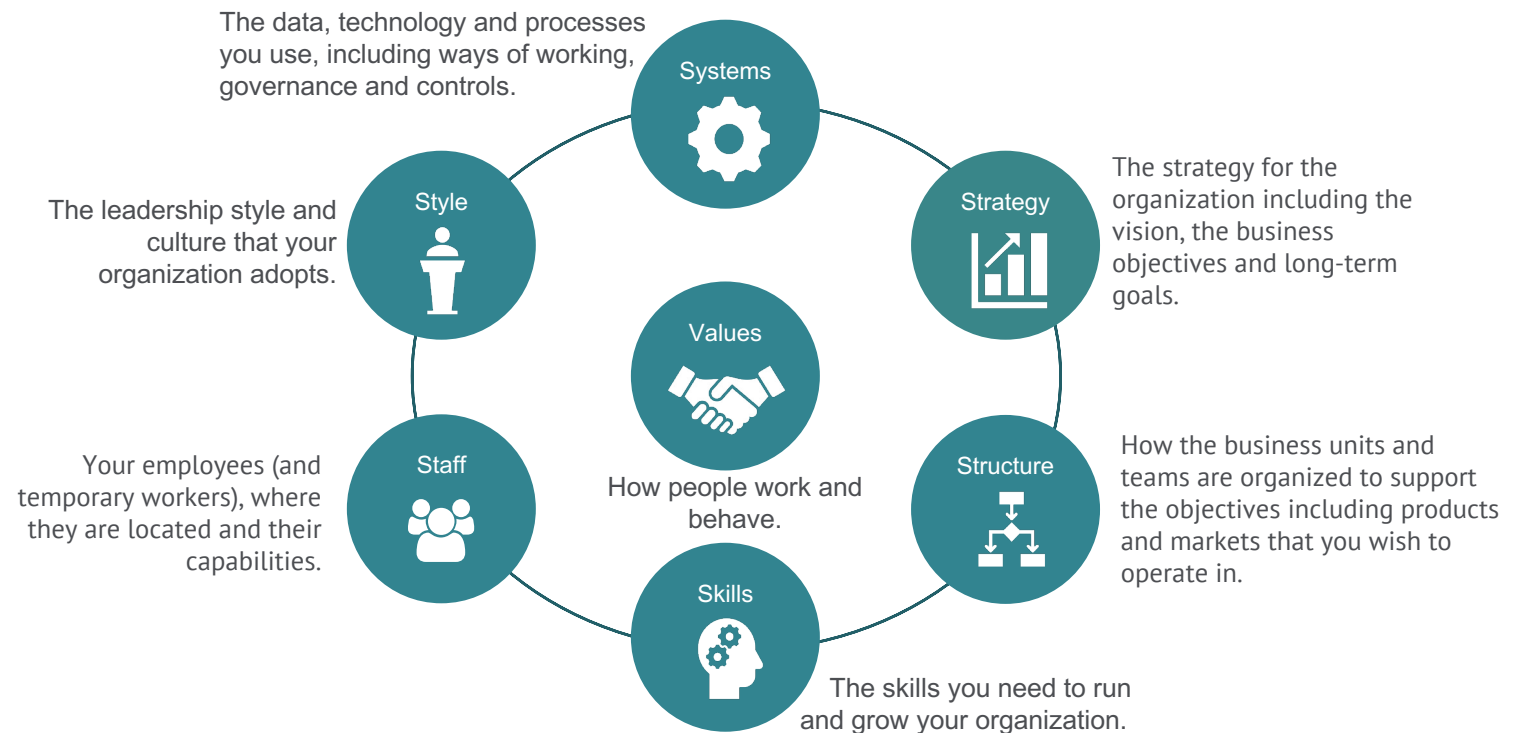 The data, technology and processes
you use, including ways of working,
governance and controls.
Systems
Strategy
The strategy for the
organization including the
vision, the business
objectives and long-term
goals.
Style
The leadership style and
culture that your
organization adopts.
Values
How people work and
behave.
Staff
Your employees (and
temporary workers), where
they are located and their
capabilities.
Structure
How the business units and
teams are organized to support
the objectives including products
and markets that you wish to
operate in.
Skills
The skills you need to run
and grow your organization.